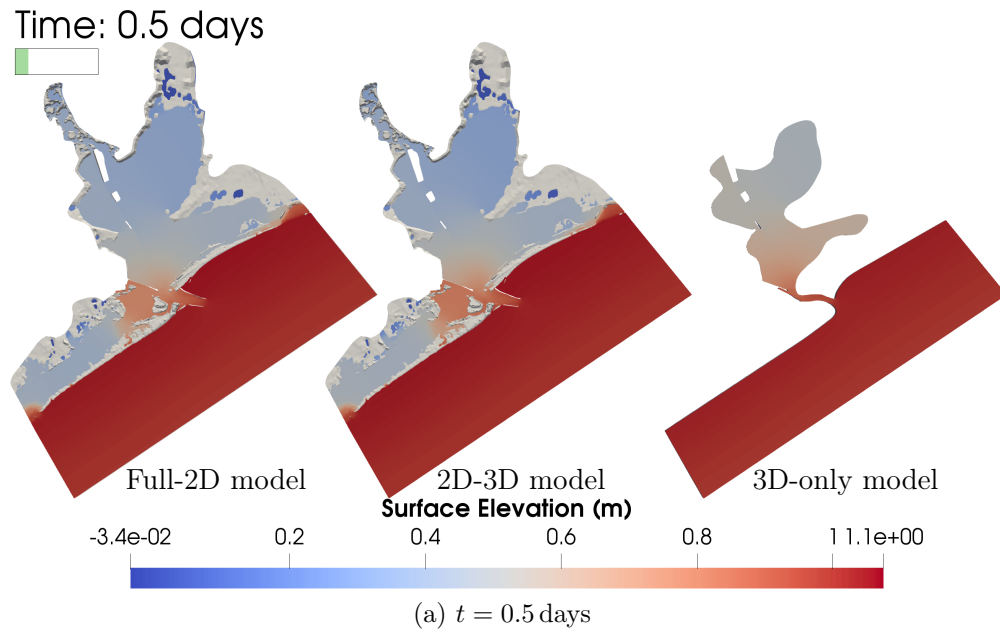 Time: 0.5 days
Full-2D model 2D-3D model 3D-only model
Surface Elevation (m)
-3.4e-02 0.2 0.4 0.6 0.8 1 1.1e+00
(a) t = 0.5 days